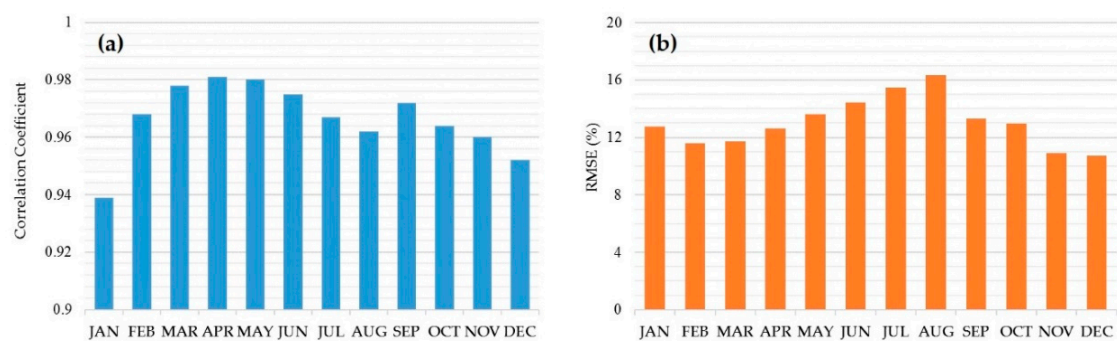 (a)
Correlation Coefficient
1
0.98
0.96
0.94
0.92
0.9
JAN FEB MAR APR MAY JUN JUL AUG SEP OCT NOV DEC
(b)
RMSE (%)
20
16
12
8
4
0
JAN FEB MAR APR MAY JUN JUL AUG SEP OCT NOV DEC